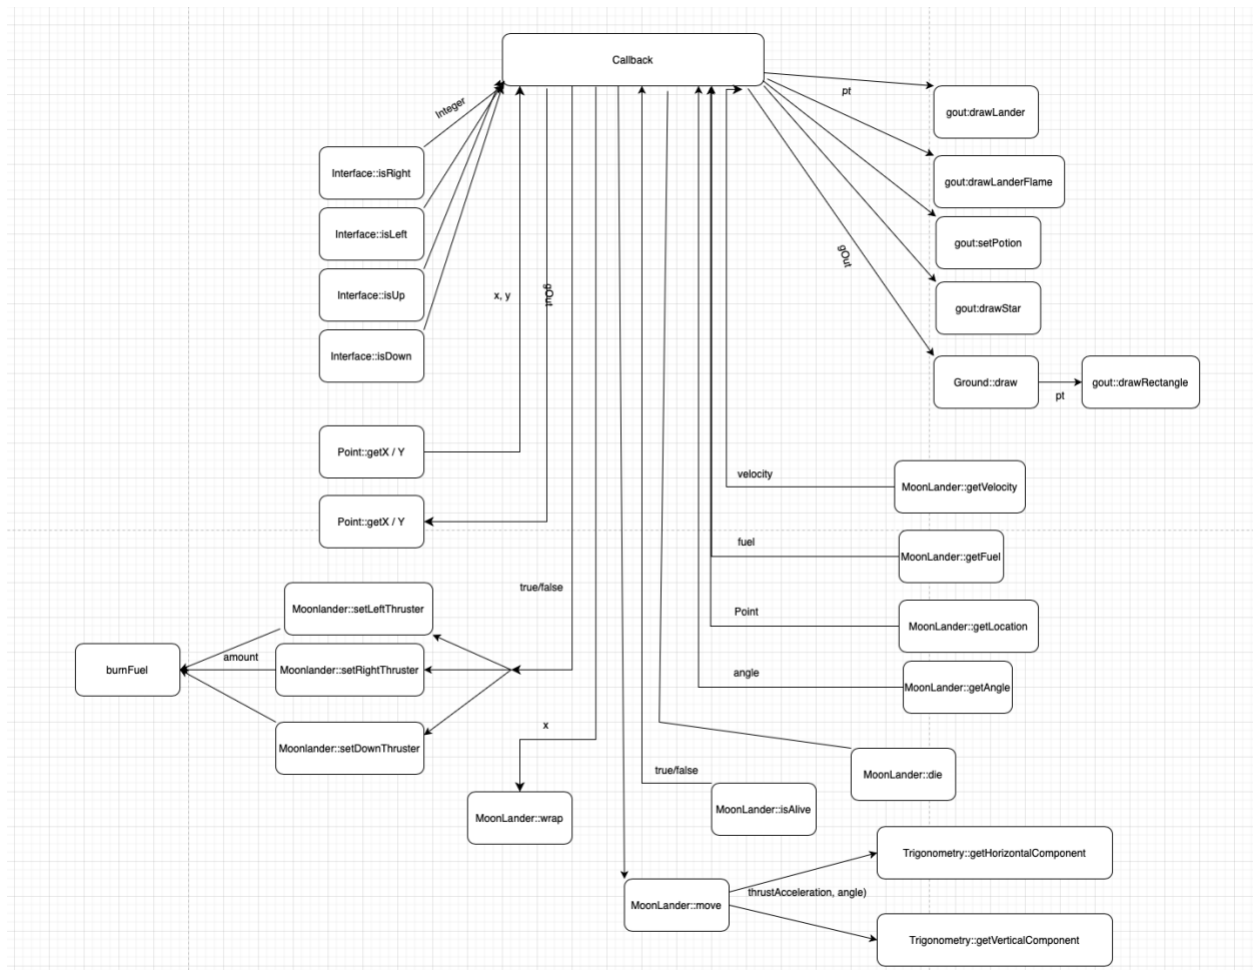 Callback
Integer
pt
gout:drawLander
Interface::isRight
gout:drawLanderFlame
Interface::isLeft
gout:setPotion
gOut
Interface::isUp
x, y
gOut
gout:drawStar
Interface::isDown
Ground::draw
gout::drawRectangle
pt
Point::getX / Y
velocity
MoonLander::getVelocity
Point::getX / Y
fuel
MoonLander::getFuel
true/false
Moonlander::setLeftThruster
Point
MoonLander::getLocation
amount
burnFuel
Moonlander::setRightThruster
angle
MoonLander::getAngle
x
Moonlander::setDownThruster
true/false
MoonLander::die
MoonLander::wrap
MoonLander::isAlive
Trigonometry::getHorizontalComponent
thrustAcceleration, angle)
MoonLander::move
Trigonometry::getVerticalComponent